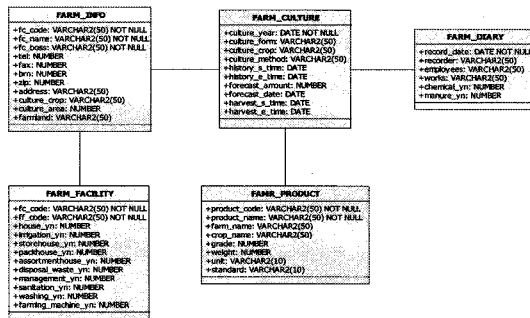 FARM_INFO
+fc_code: VARCHAR2(50) NOT NULL
+fc_name: VARCHAR2(50) NOT NULL
+fc_boss: VARCHAR2(50) NOT NULL
+tel: NUMBER
+fax: NUMBER
+brn: NUMBER
+zip: NUMBER
+address: VARCHAR2(50)
+culture_crop: VARCHAR2(50)
+culture_area: NUMBER
+farmland: VARCHAR2(50)
FARM_CULTURE
+culture_year: DATE NOT NULL
+culture_form: VARCHAR2(50)
+culture_crop: VARCHAR2(50)
+culture_method: VARCHAR2(50)
+history_s_time: DATE
+history_e_time: DATE
+forecast_amount: NUMBER
+forecast_date: DATE
+harvest_s_time: DATE
+harvest_e_time: DATE
FARM_DIARY
+record_date: DATE NOT NULL
+recorder: VARCHAR2(50)
+employees: VARCHAR2(50)
+works: VARCHAR2(50)
+chemical_yn: NUMBER
+manure_yn: NUMBER
FARM_FACILITY
+fc_code: VARCHAR2(50) NOT NULL
+ff_code: VARCHAR2(50) NOT NULL
+house_yn: NUMBER
+irrigation_yn: NUMBER
+storehouse_yn: NUMBER
+packhouse_yn: NUMBER
+assortmenthouse_yn: NUMBER
+disposal_waste_yn: NUMBER
+management_yn: NUMBER
+sanitation_yn: NUMBER
+washing_yn: NUMBER
+farming_machine_yn: NUMBER
FAMR_PRODUCT
+product_code: VARCHAR2(50) NOT NULL
+product_name: VARCHAR2(50) NOT NULL
+farm_name: VARCHAR2(50)
+crop_name: VARCHAR2(50)
+grade: NUMBER
+weight: NUMBER
+unit: VARCHAR2(10)
+standard: VARCHAR2(10)